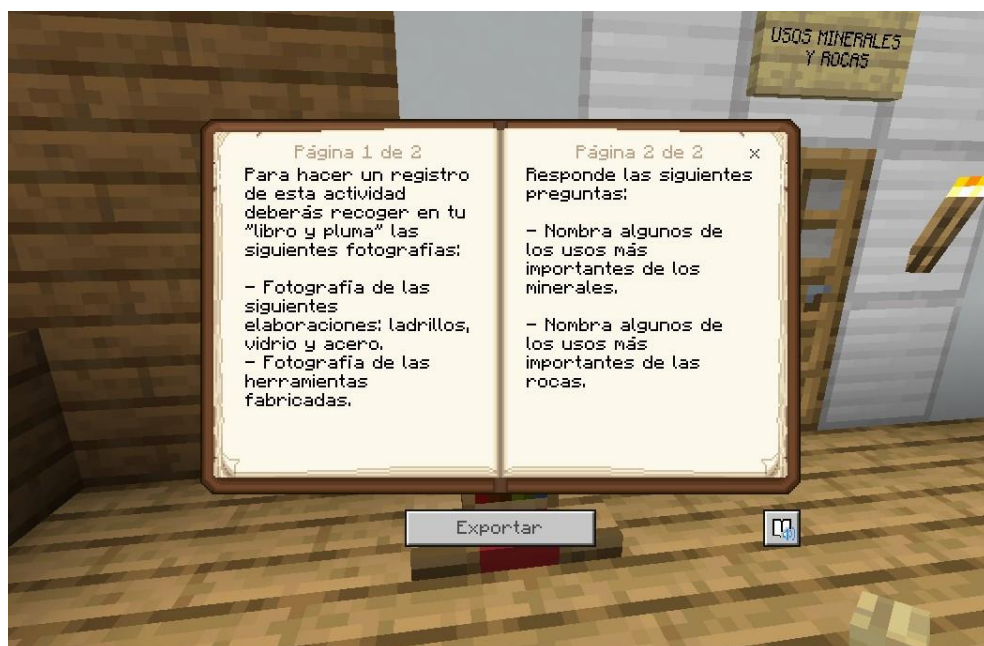 USOS MINERALES
Y ROCAS
Página 1 de 2
Para hacer un registro
de esta actividad
deberás recoger en tu
"libro y pluma" las
siguientes fotografías:
- Fotografía de las
siguientes
elaboraciones: ladrillos,
vidrio y acero.
- Fotografía de las
herramientas
fabricadas.
Página 2 de 2
x
Responde las siguientes
preguntas:
- Nombra algunos de
los usos más
importantes de los
minerales.
- Nombra algunos de
los usos más
importantes de las
rocas.
Exportar